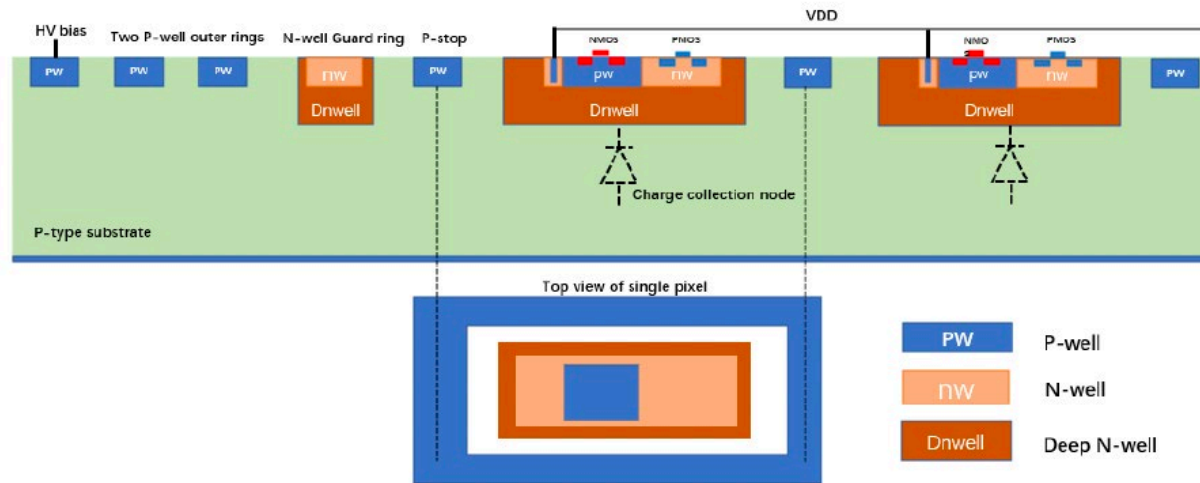 VDD
HV bias
Two P-well outer rings
N-well Guard ring
P-stop
NMOS
PMOS
NMO
PMOS
PW
PW
PW
nw
PW
pw
nw
PW
pw
nw
PW
Dnwell
Dnwell
Dnwell
Charge collection node
P-type substrate
Top view of single pixel
PW
P-well
nw
N-well
Dnwell
Deep N-well